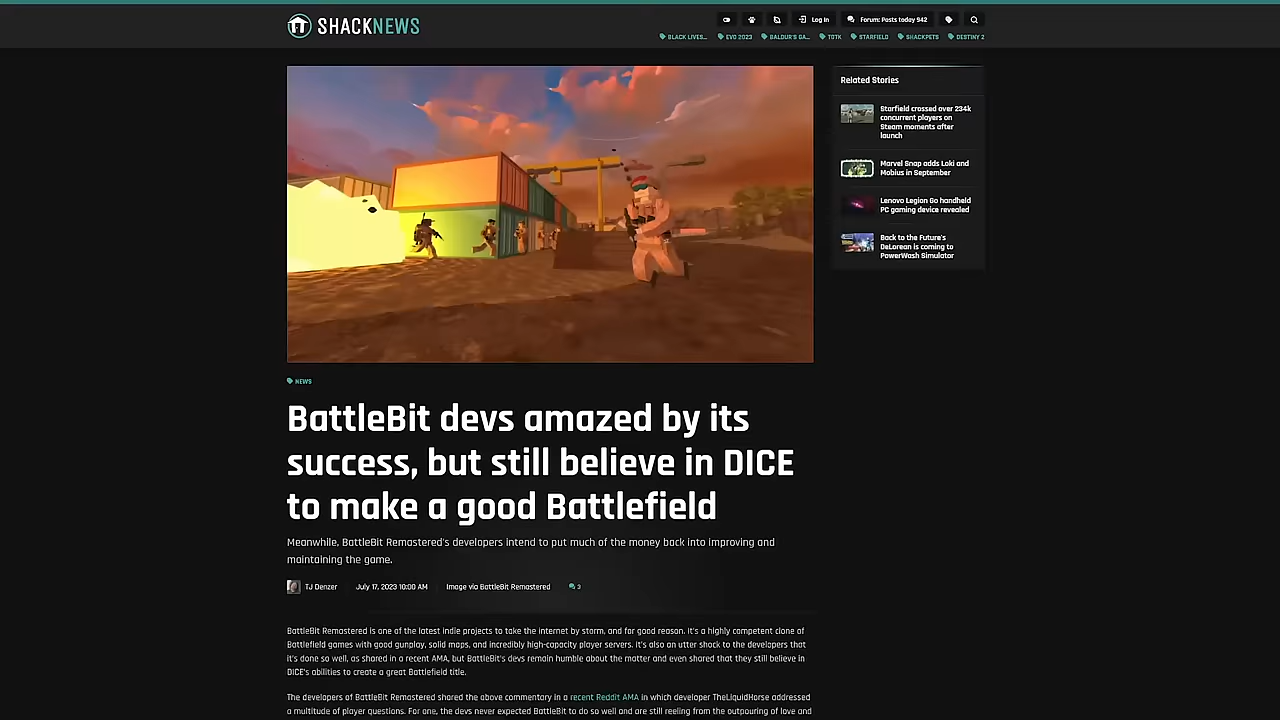 SHACKNEWS
Log In
Forum: Posts today 942
BLACK LIVES...
EVO 2023
BALDUR'S GA...
TOTK
STARFIELD
SHACKPETS
DESTINY 2
Related Stories
Starfield crossed over 234k
concurrent players on
Steam moments after
launch
Marvel Snap adds Loki and
Mobius in September
Lenovo Legion Go handheld
PC gaming device revealed
Back to the Future's
DeLorean is coming to
PowerWash Simulator
NEWS
BattleBit devs amazed by its
success, but still believe in DICE
to make a good Battlefield
Meanwhile, BattleBit Remastered's developers intend to put much of the money back into improving and
maintaining the game.
TJ Denzer
July 17, 2023 10:00 AM
Image via BattleBit Remastered
3
BattleBit Remastered is one of the latest indie projects to take the internet by storm, and for good reason. It's a highly competent clone of
Battlefield games with good gunplay, solid maps, and incredibly high-capacity player servers. It's also an utter shock to the developers that
it's done so well, as shared in a recent AMA, but BattleBit's devs remain humble about the matter and even shared that they still believe in
DICE's abilities to create a great Battlefield title.
The developers of BattleBit Remastered shared the above commentary in a recent Reddit AMA in which developer TheLiquidHorse addressed
a multitude of player questions. For one, the devs never expected BattleBit to do so well and are still reeling from the outpouring of love and